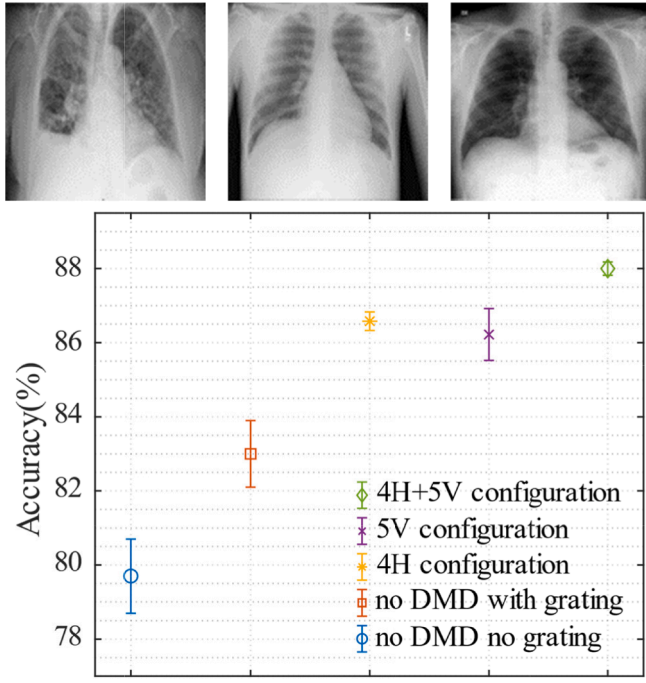 L
88
86
84
82
80
78
Accuracy(%)
4H+5V configuration
5V configuration
4H configuration
no DMD with grating
no DMD no grating